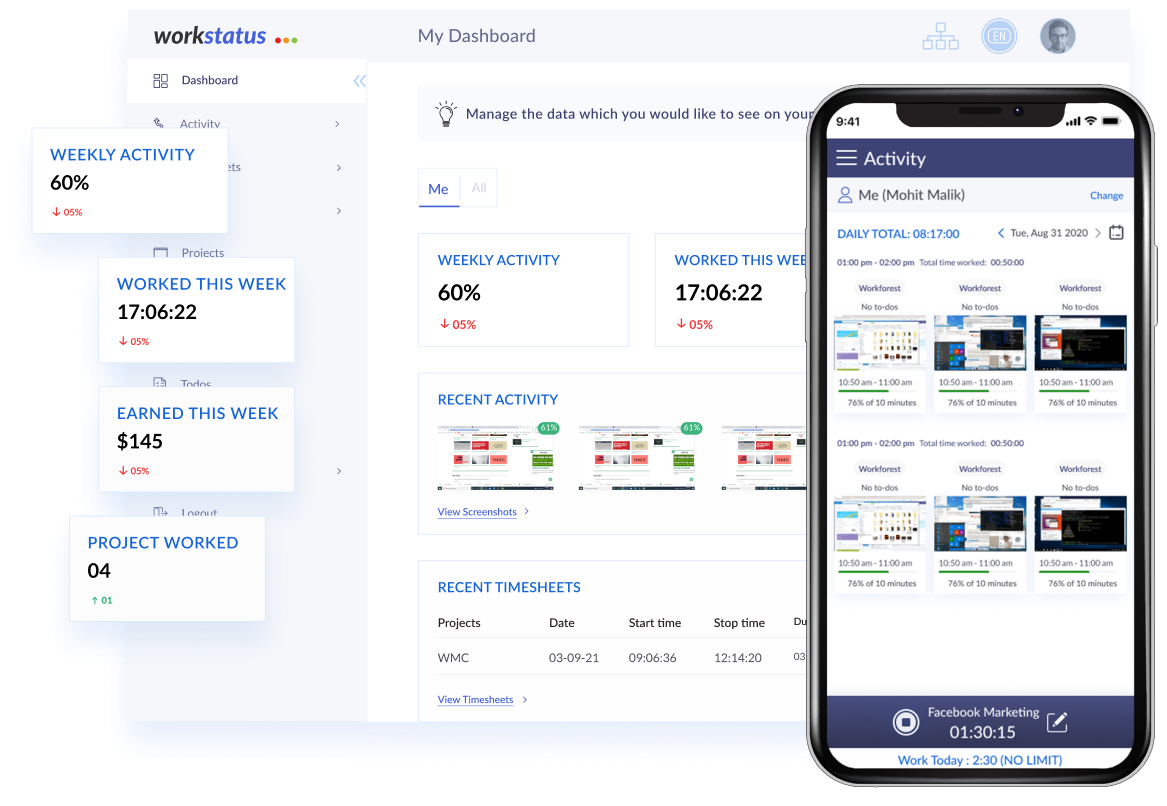 workstatus
My Dashboard
EN
Dashboard
Activity
ets
Projects
Todos
Logout
WEEKLY ACTIVITY
60%
05%
WORKED THIS WEEK
17:06:22
05%
EARNED THIS WEEK
$145
05%
PROJECT WORKED
04
01
Manage the data which you would like to see on your
Me
All
WEEKLY ACTIVITY
60%
05%
WORKED THIS WEE
17:06:22
05%
RECENT ACTIVITY
61%
61%
View Screenshots
RECENT TIMESHEETS
Projects Date Start time Stop time Du
WMC 03-09-21 09:06:36 12:14:20 03
View Timesheets
9:41
Activity
Me (Mohit Malik) Change
DAILY TOTAL: 08:17:00 Tue, Aug 31 2020
01:00 pm - 02:00 pm Total time worked: 00:50:00
Workforest Workforest Workforest
No to-dos No to-dos No to-dos
10:50 am - 11:00 am 10:50 am - 11:00 am 10:50 am - 11:00 am
76% of 10 minutes 76% of 10 minutes 76% of 10 minutes
01:00 pm - 02:00 pm Total time worked: 00:50:00
Workforest Workforest Workforest
No to-dos No to-dos No to-dos
10:50 am - 11:00 am 10:50 am - 11:00 am 10:50 am - 11:00 am
76% of 10 minutes 76% of 10 minutes 76% of 10 minutes
Facebook Marketing
01:30:15
Work Today : 2:30 (NO LIMIT)